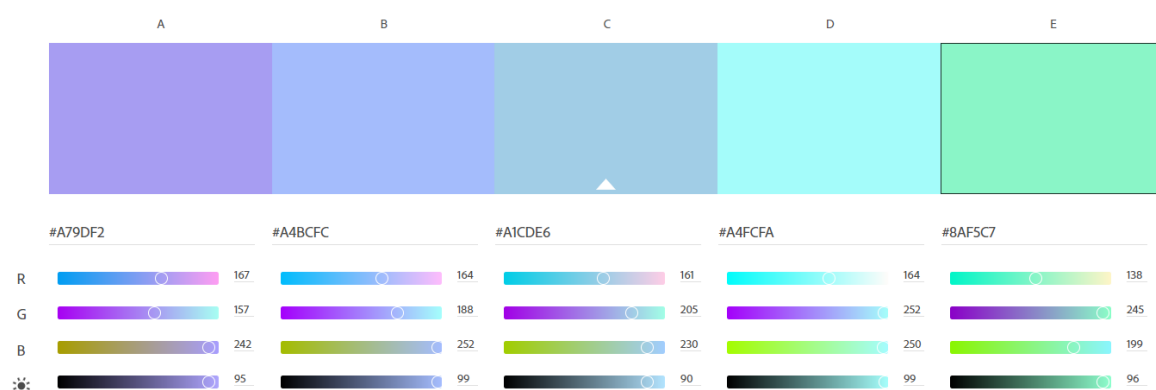 A B C D E
#A79DF2 #A4BCFC #A1CDE6 #A4FCFA #8AF5C7
R 167 164 161 164 138
G 157 188 205 252 245
B 242 252 230 250 199
95 99 90 99 96